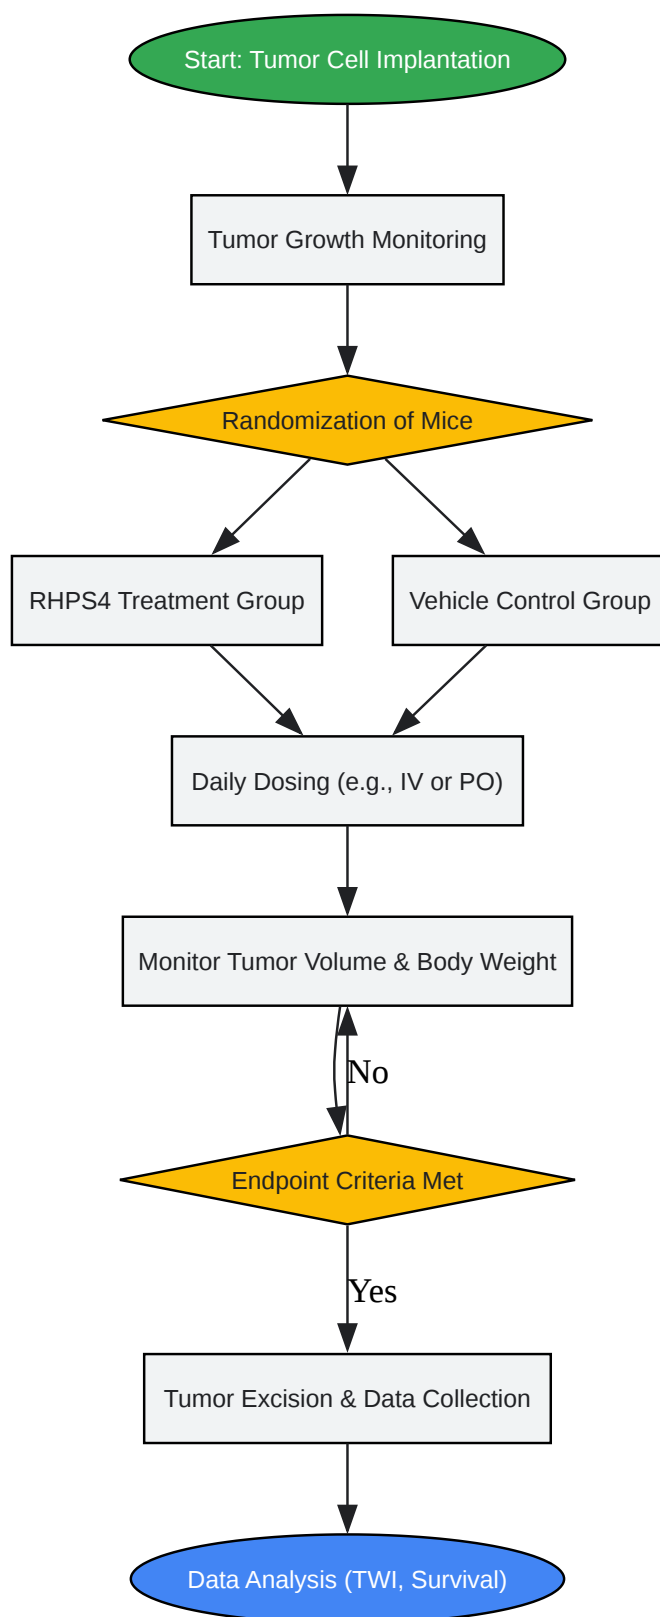 Start: Tumor Cell Implantation
Tumor Growth Monitoring
Randomization of Mice
RHPS4 Treatment Group
Vehicle Control Group
Daily Dosing (e.g., IV or PO)
Monitor Tumor Volume & Body Weight
No
Endpoint Criteria Met
Yes
Tumor Excision & Data Collection
Data Analysis (TWI, Survival)